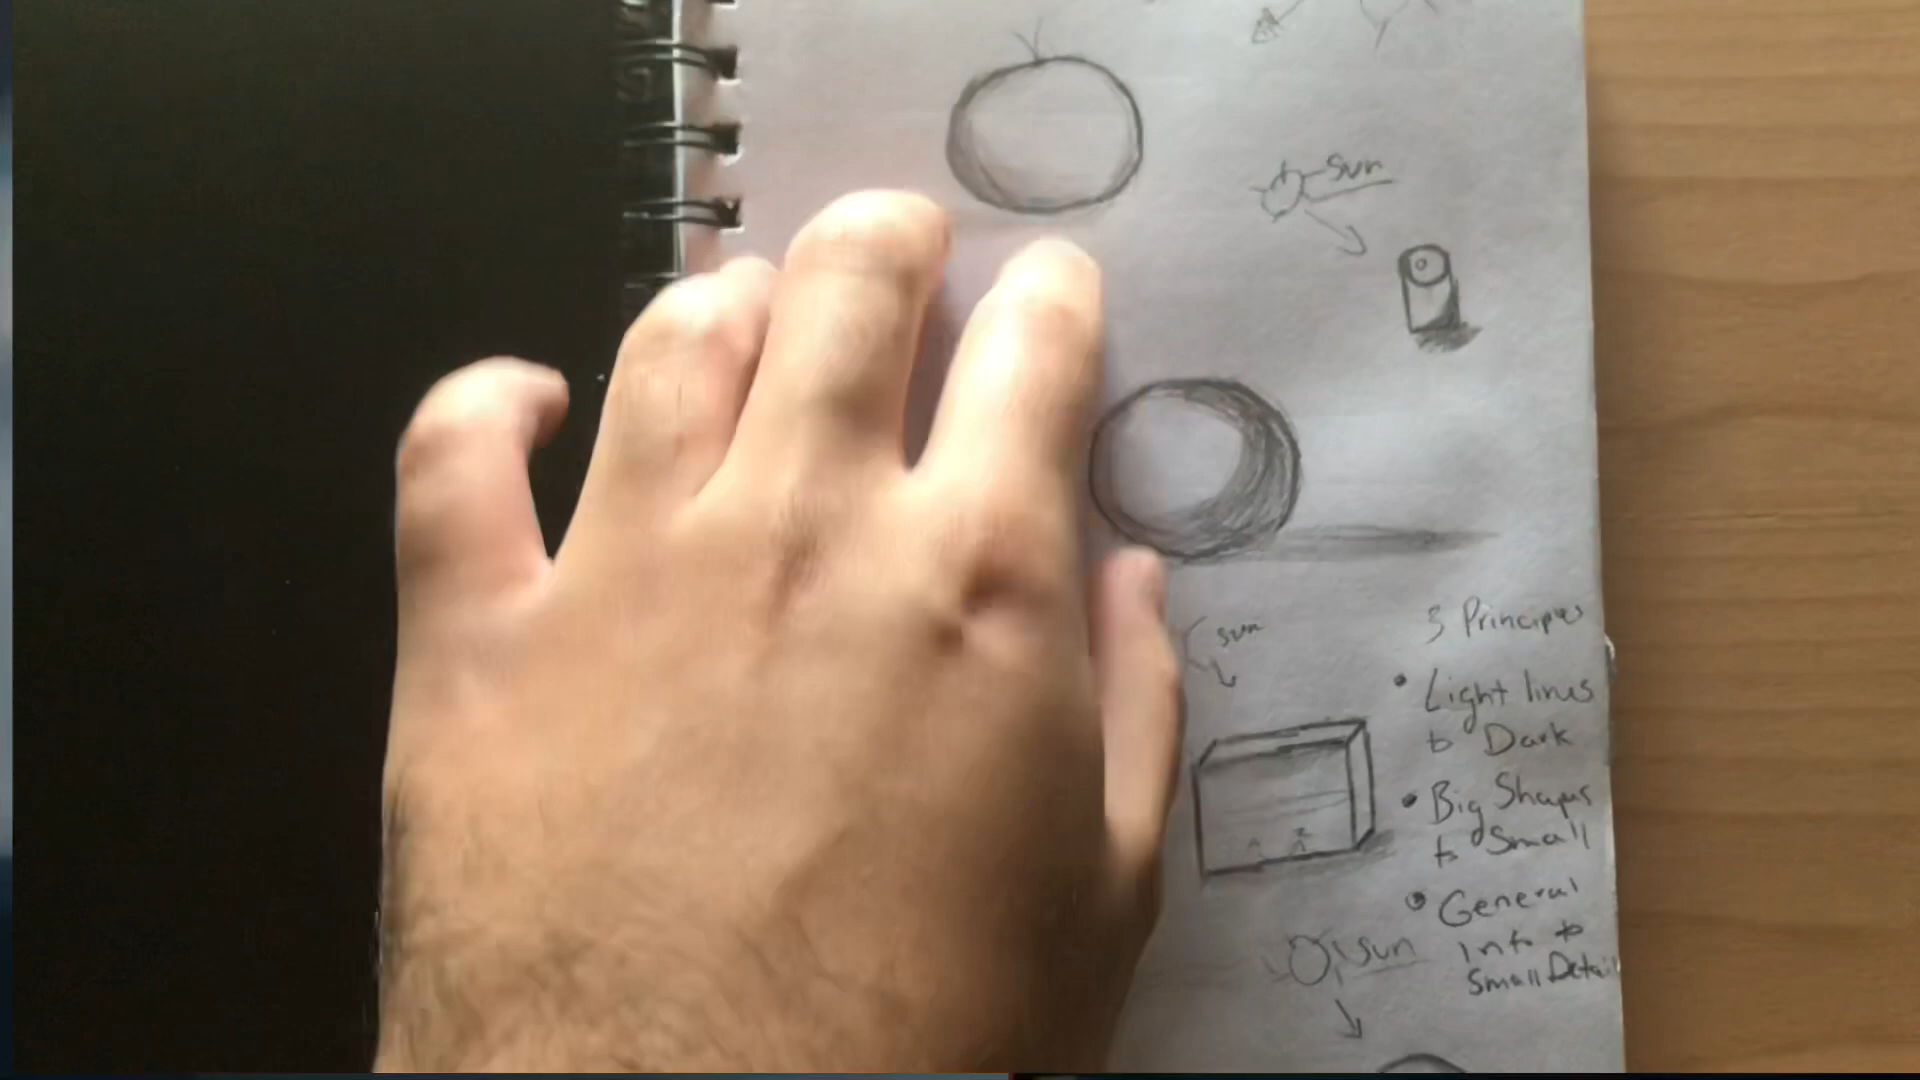 Sun
sun
3 Principles
• Light lines
to Dark
• Big Shapes
to Small
• General
Info to
Small Detail
sun